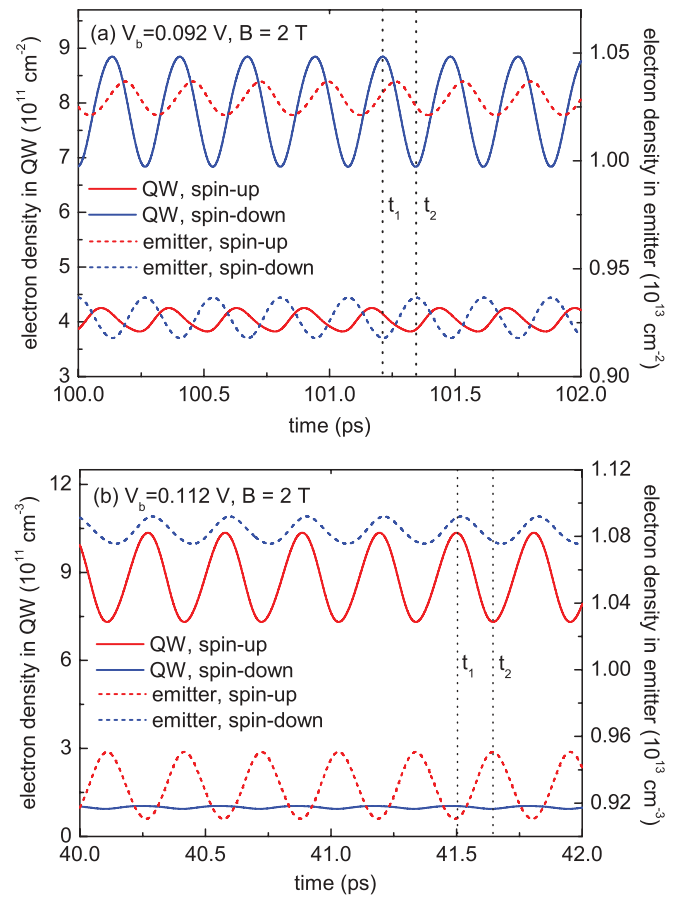 (a) V_b=0.092 V, B = 2 T
electron density in QW (10^11 cm^-2)
9
8
7
6
5
4
3
1.05
1.00
0.95
0.90
electron density in emitter (10^13 cm^-2)
QW, spin-up
QW, spin-down
emitter, spin-up
emitter, spin-down
t_1
t_2
100.0
100.5
101.0
101.5
102.0
time (ps)
(b) V_b=0.112 V, B = 2 T
electron density in QW (10^11 cm^-3)
12
9
6
3
0
1.12
1.08
1.04
1.00
0.96
0.92
electron density in emitter (10^13 cm^-3)
QW, spin-up
QW, spin-down
emitter, spin-up
emitter, spin-down
t_1
t_2
40.0
40.5
41.0
41.5
42.0
time (ps)